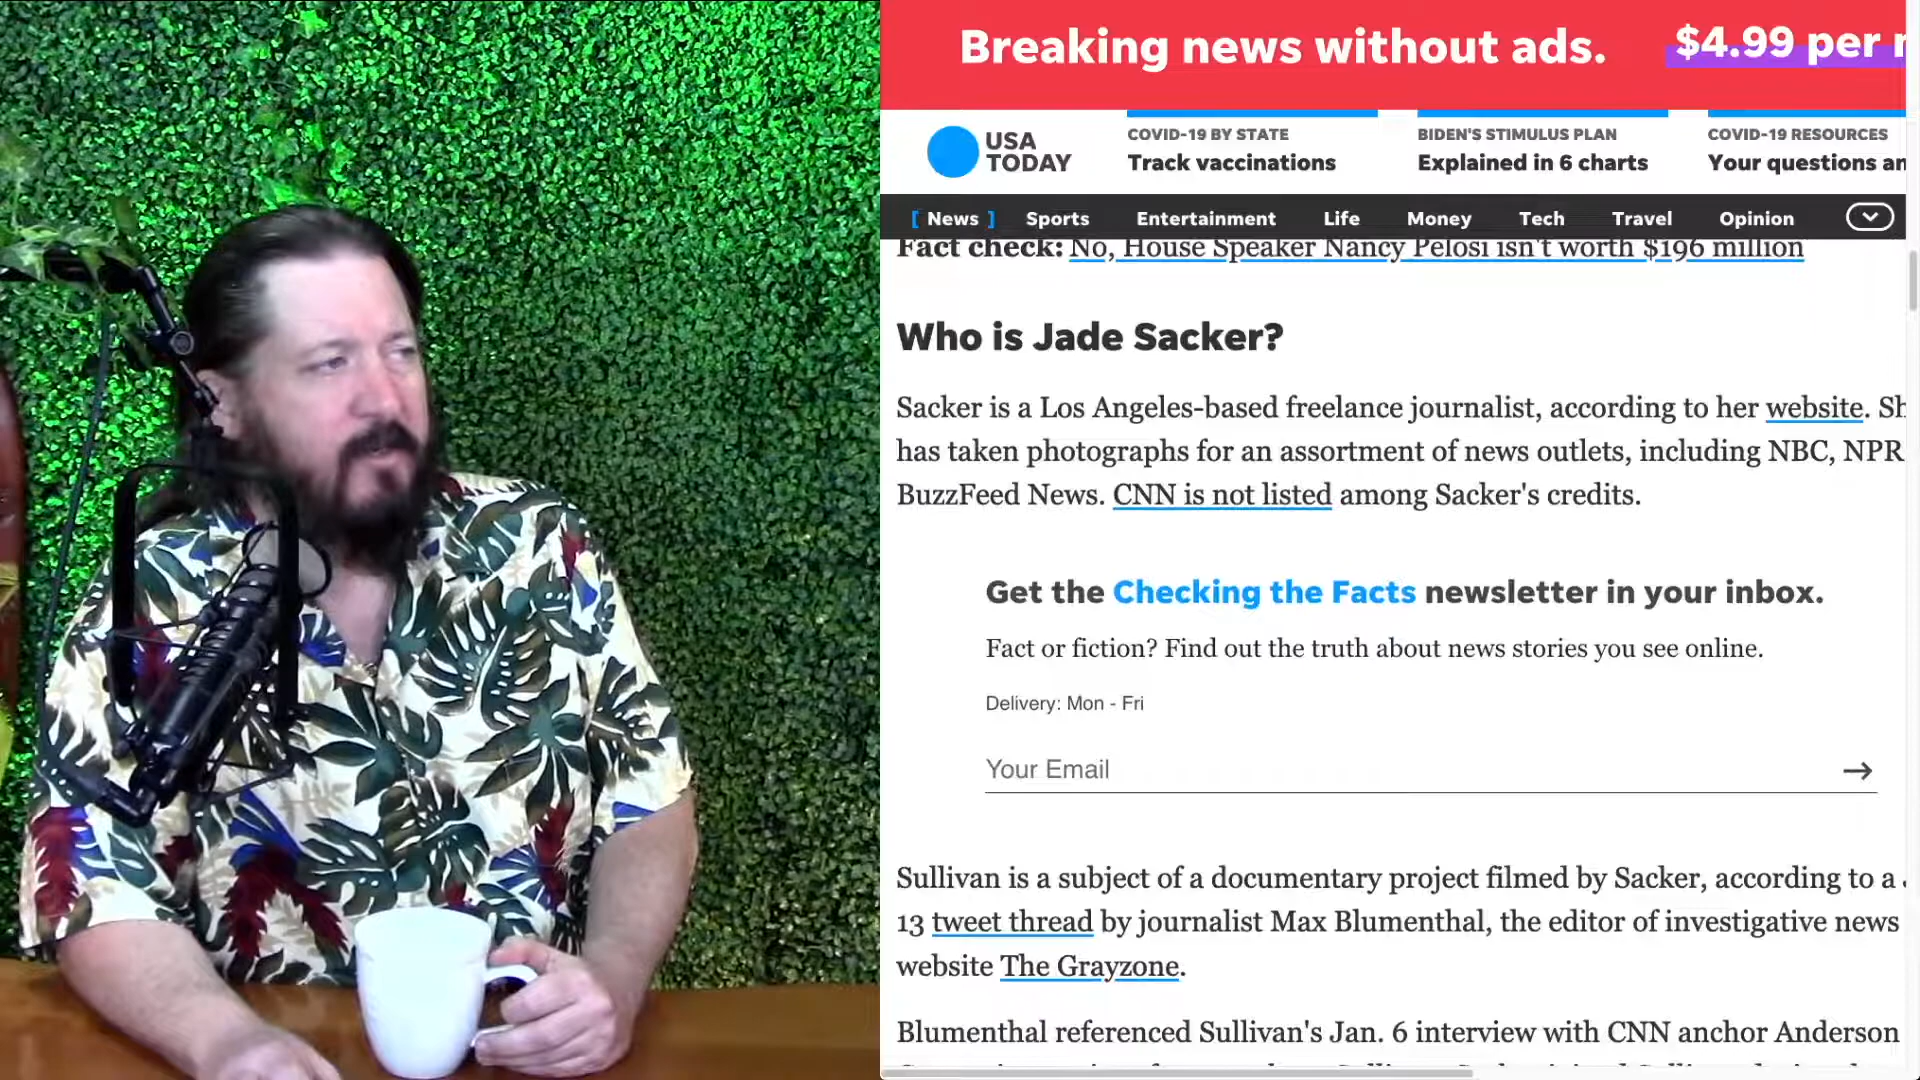 Breaking news without ads.
$4.99 per
USA
TODAY
COVID-19 BY STATE
Track vaccinations
BIDEN'S STIMULUS PLAN
Explained in 6 charts
COVID-19 RESOURCES
Your questions
[ News ] Sports Entertainment Life Money Tech Travel Opinion
Fact check: No, House Speaker Nancy Pelosi isn't worth $196 million
Who is Jade Sacker?
Sacker is a Los Angeles-based freelance journalist, according to her website.
has taken photographs for an assortment of news outlets, including NBC, NPR
BuzzFeed News. CNN is not listed among Sacker's credits.
Get the Checking the Facts newsletter in your inbox.
Fact or fiction? Find out the truth about news stories you see online.
Delivery: Mon - Fri
Your Email
Sullivan is a subject of a documentary project filmed by Sacker, according to a
13 tweet thread by journalist Max Blumenthal, the editor of investigative news
website The Grayzone.
Blumenthal referenced Sullivan's Jan. 6 interview with CNN anchor Anderson